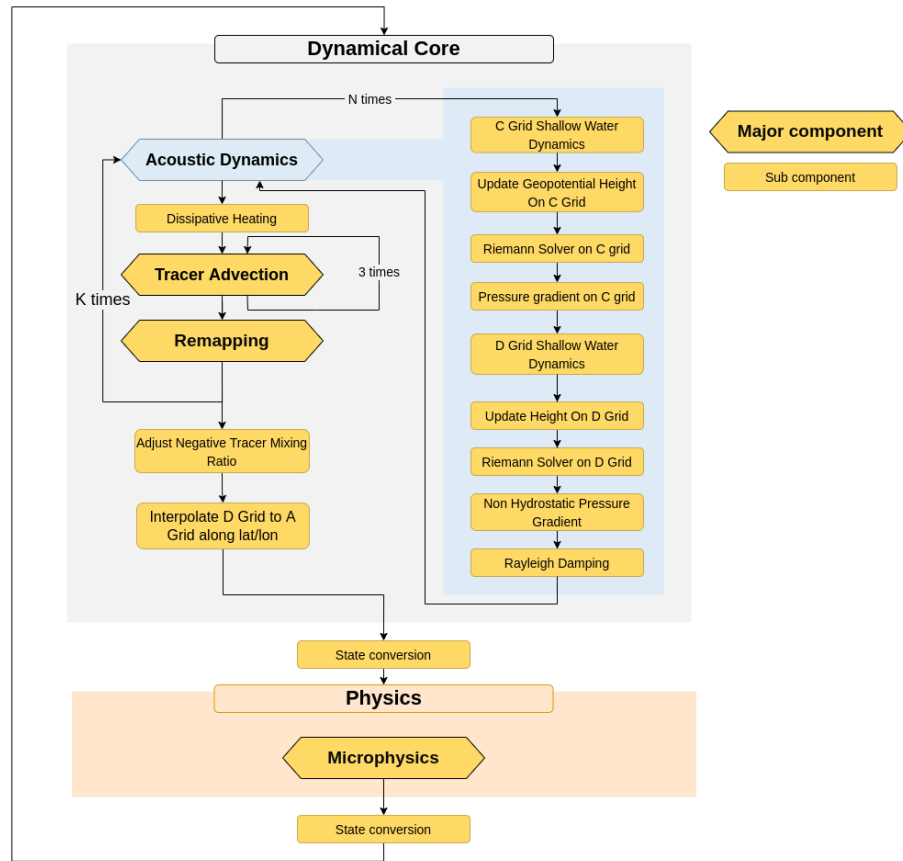 Dynamical Core
N times
Acoustic Dynamics
Dissipative Heating
Tracer Advection
3 times
K times
Remapping
Adjust Negative Tracer Mixing
Ratio
Interpolate D Grid to A
Grid along lat/lon
C Grid Shallow Water
Dynamics
Update Geopotential Height
On C Grid
Riemann Solver on C grid
Pressure gradient on C grid
D Grid Shallow Water
Dynamics
Update Height On D Grid
Riemann Solver on D Grid
Non Hydrostatic Pressure
Gradient
Rayleigh Damping
Major component
Sub component
State conversion
Physics
Microphysics
State conversion